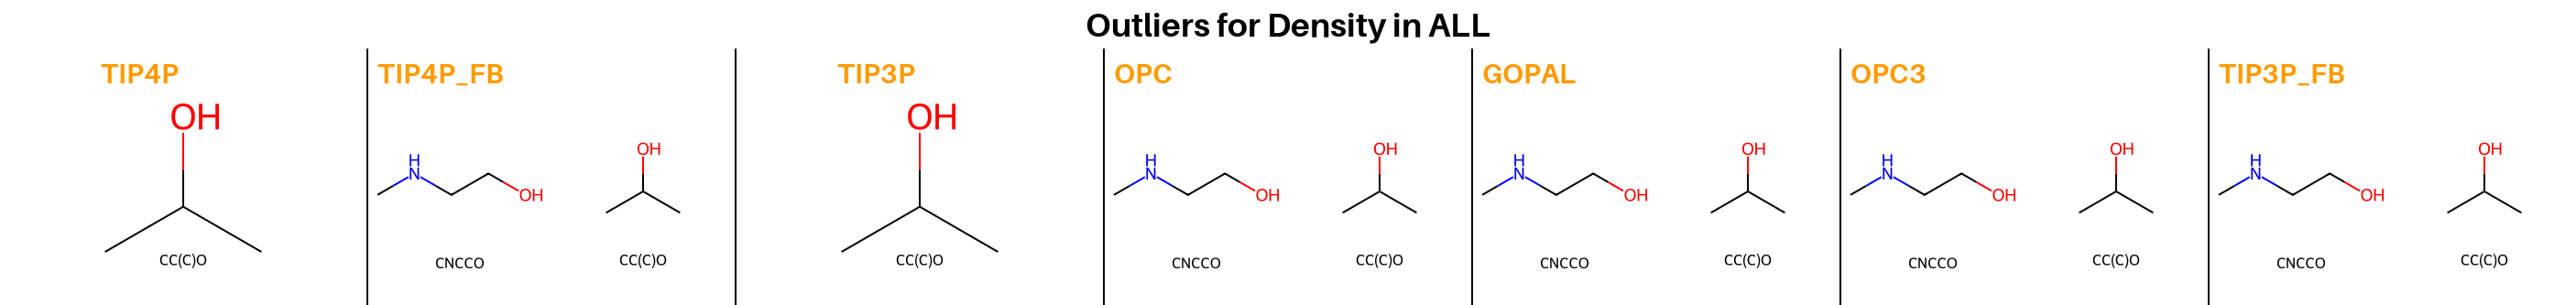 Outliers for Density in ALL
TIP4P
OH
CC(C)O
TIP4P_FB
H
N
OH
CNCCO
OH
CC(C)O
TIP3P
OH
CC(C)O
OPC
H
N
OH
CNCCO
OH
CC(C)O
GOPAL
H
N
OH
CNCCO
OH
CC(C)O
OPC3
H
N
OH
CNCCO
OH
CC(C)O
TIP3P_FB
H
N
OH
CNCCO
OH
CC(C)O